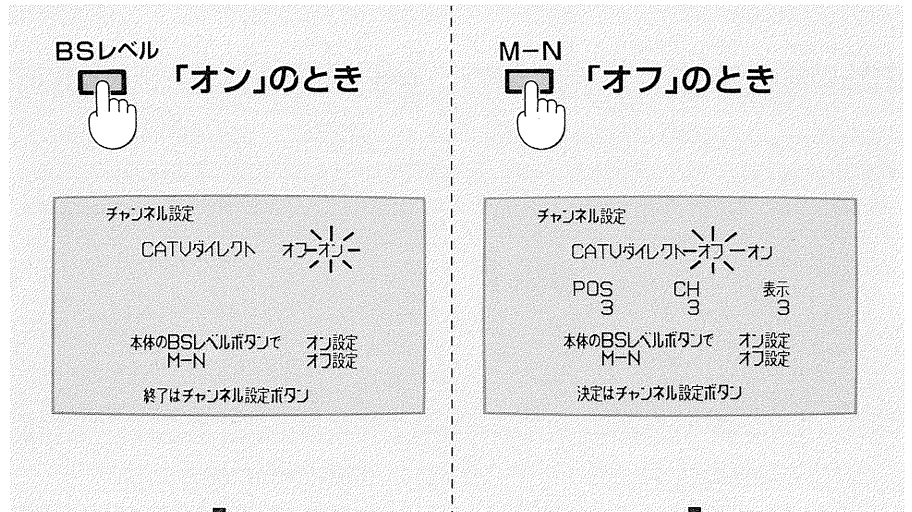 BSレベル
「オン」のとき
チャンネル設定
CATVダイレクト オフーオン
本体のBSレベルボタンで オン設定
M−N オフ設定
終了はチャンネル設定ボタン
M−N
「オフ」のとき
チャンネル設定
CATVダイレクト オフーオン
POS CH 表示
3 3 3
本体のBSレベルボタンで オン設定
M−N オフ設定
決定はチャンネル設定ボタン